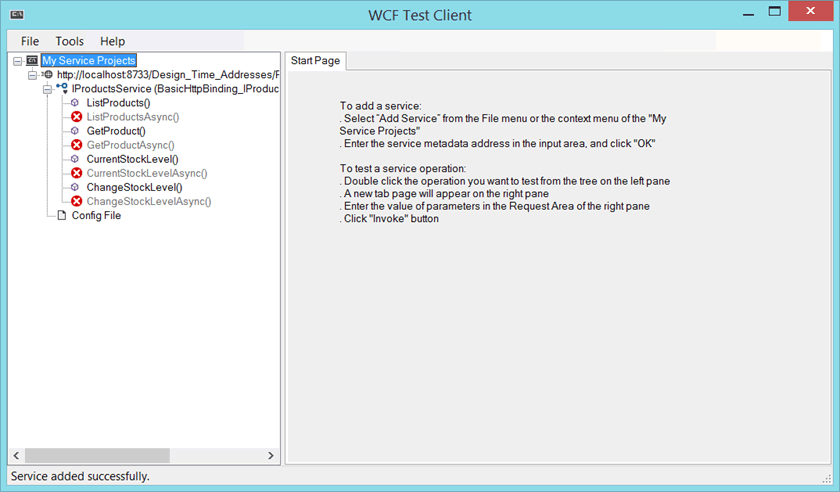 WCF Test Client
File Tools Help
My Service Projects
http://localhost:8733/Design_Time_Addresses/
IProductsService (BasicHttpBinding_IProduc
ListProducts()
ListProductsAsync()
GetProduct()
GetProductAsync()
CurrentStockLevel()
CurrentStockLevelAsync()
ChangeStockLevel()
ChangeStockLevelAsync()
Config File
Start Page
To add a service:
. Select "Add Service" from the File menu or the context menu of the "My
Service Projects"
. Enter the service metadata address in the input area, and click "OK"
To test a service operation:
. Double click the operation you want to test from the tree on the left pane
. A new tab page will appear on the right pane
. Enter the value of parameters in the Request Area of the right pane
. Click "Invoke" button
Service added successfully.